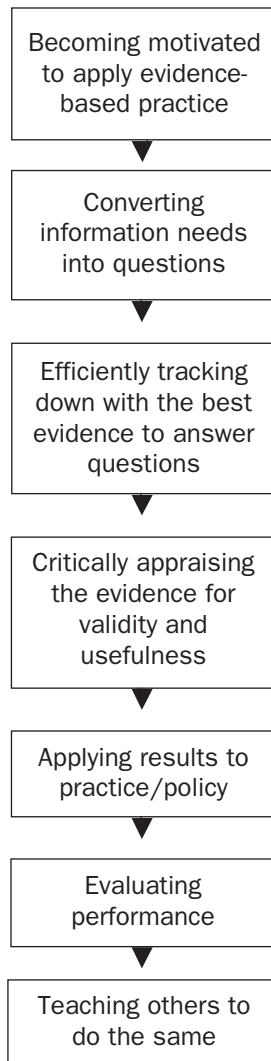 Becoming motivated
to apply evidence-
based practice
Converting
information needs
into questions
Efficiently tracking
down with the best
evidence to answer
questions
Critically appraising
the evidence for
validity and
usefulness
Applying results to
practice/policy
Evaluating
performance
Teaching others to
do the same